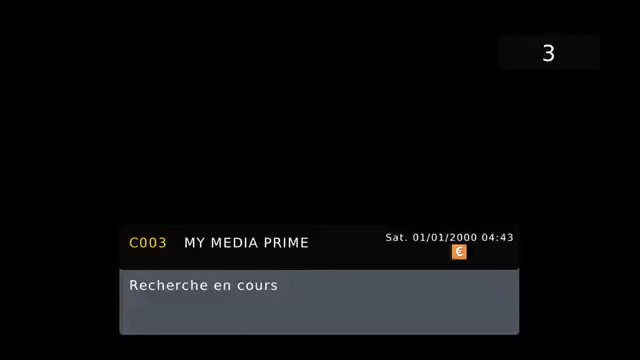 3
C003 MY MEDIA PRIME
Sat. 01/01/2000 04:43
€
Recherche en cours